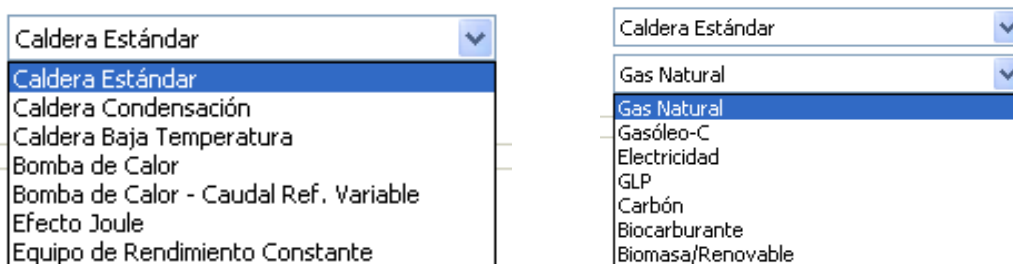 Caldera Estándar
Caldera Estándar
Caldera Condensación
Caldera Baja Temperatura
Bomba de Calor
Bomba de Calor - Caudal Ref. Variable
Efecto Joule
Equipo de Rendimiento Constante
Caldera Estándar
Gas Natural
Gas Natural
Gasóleo-C
Electricidad
GLP
Carbón
Biocarburante
Biomasa/Renovable